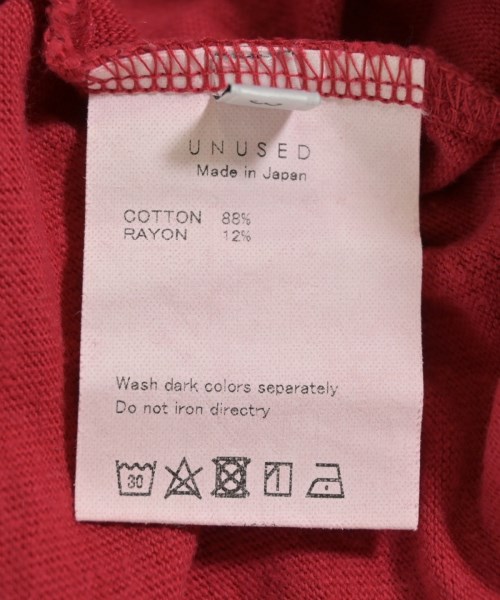 UNUSED
Made in Japan
COTTON 88%
RAYON 12%
Wash dark colors separately
Do not iron directry
30